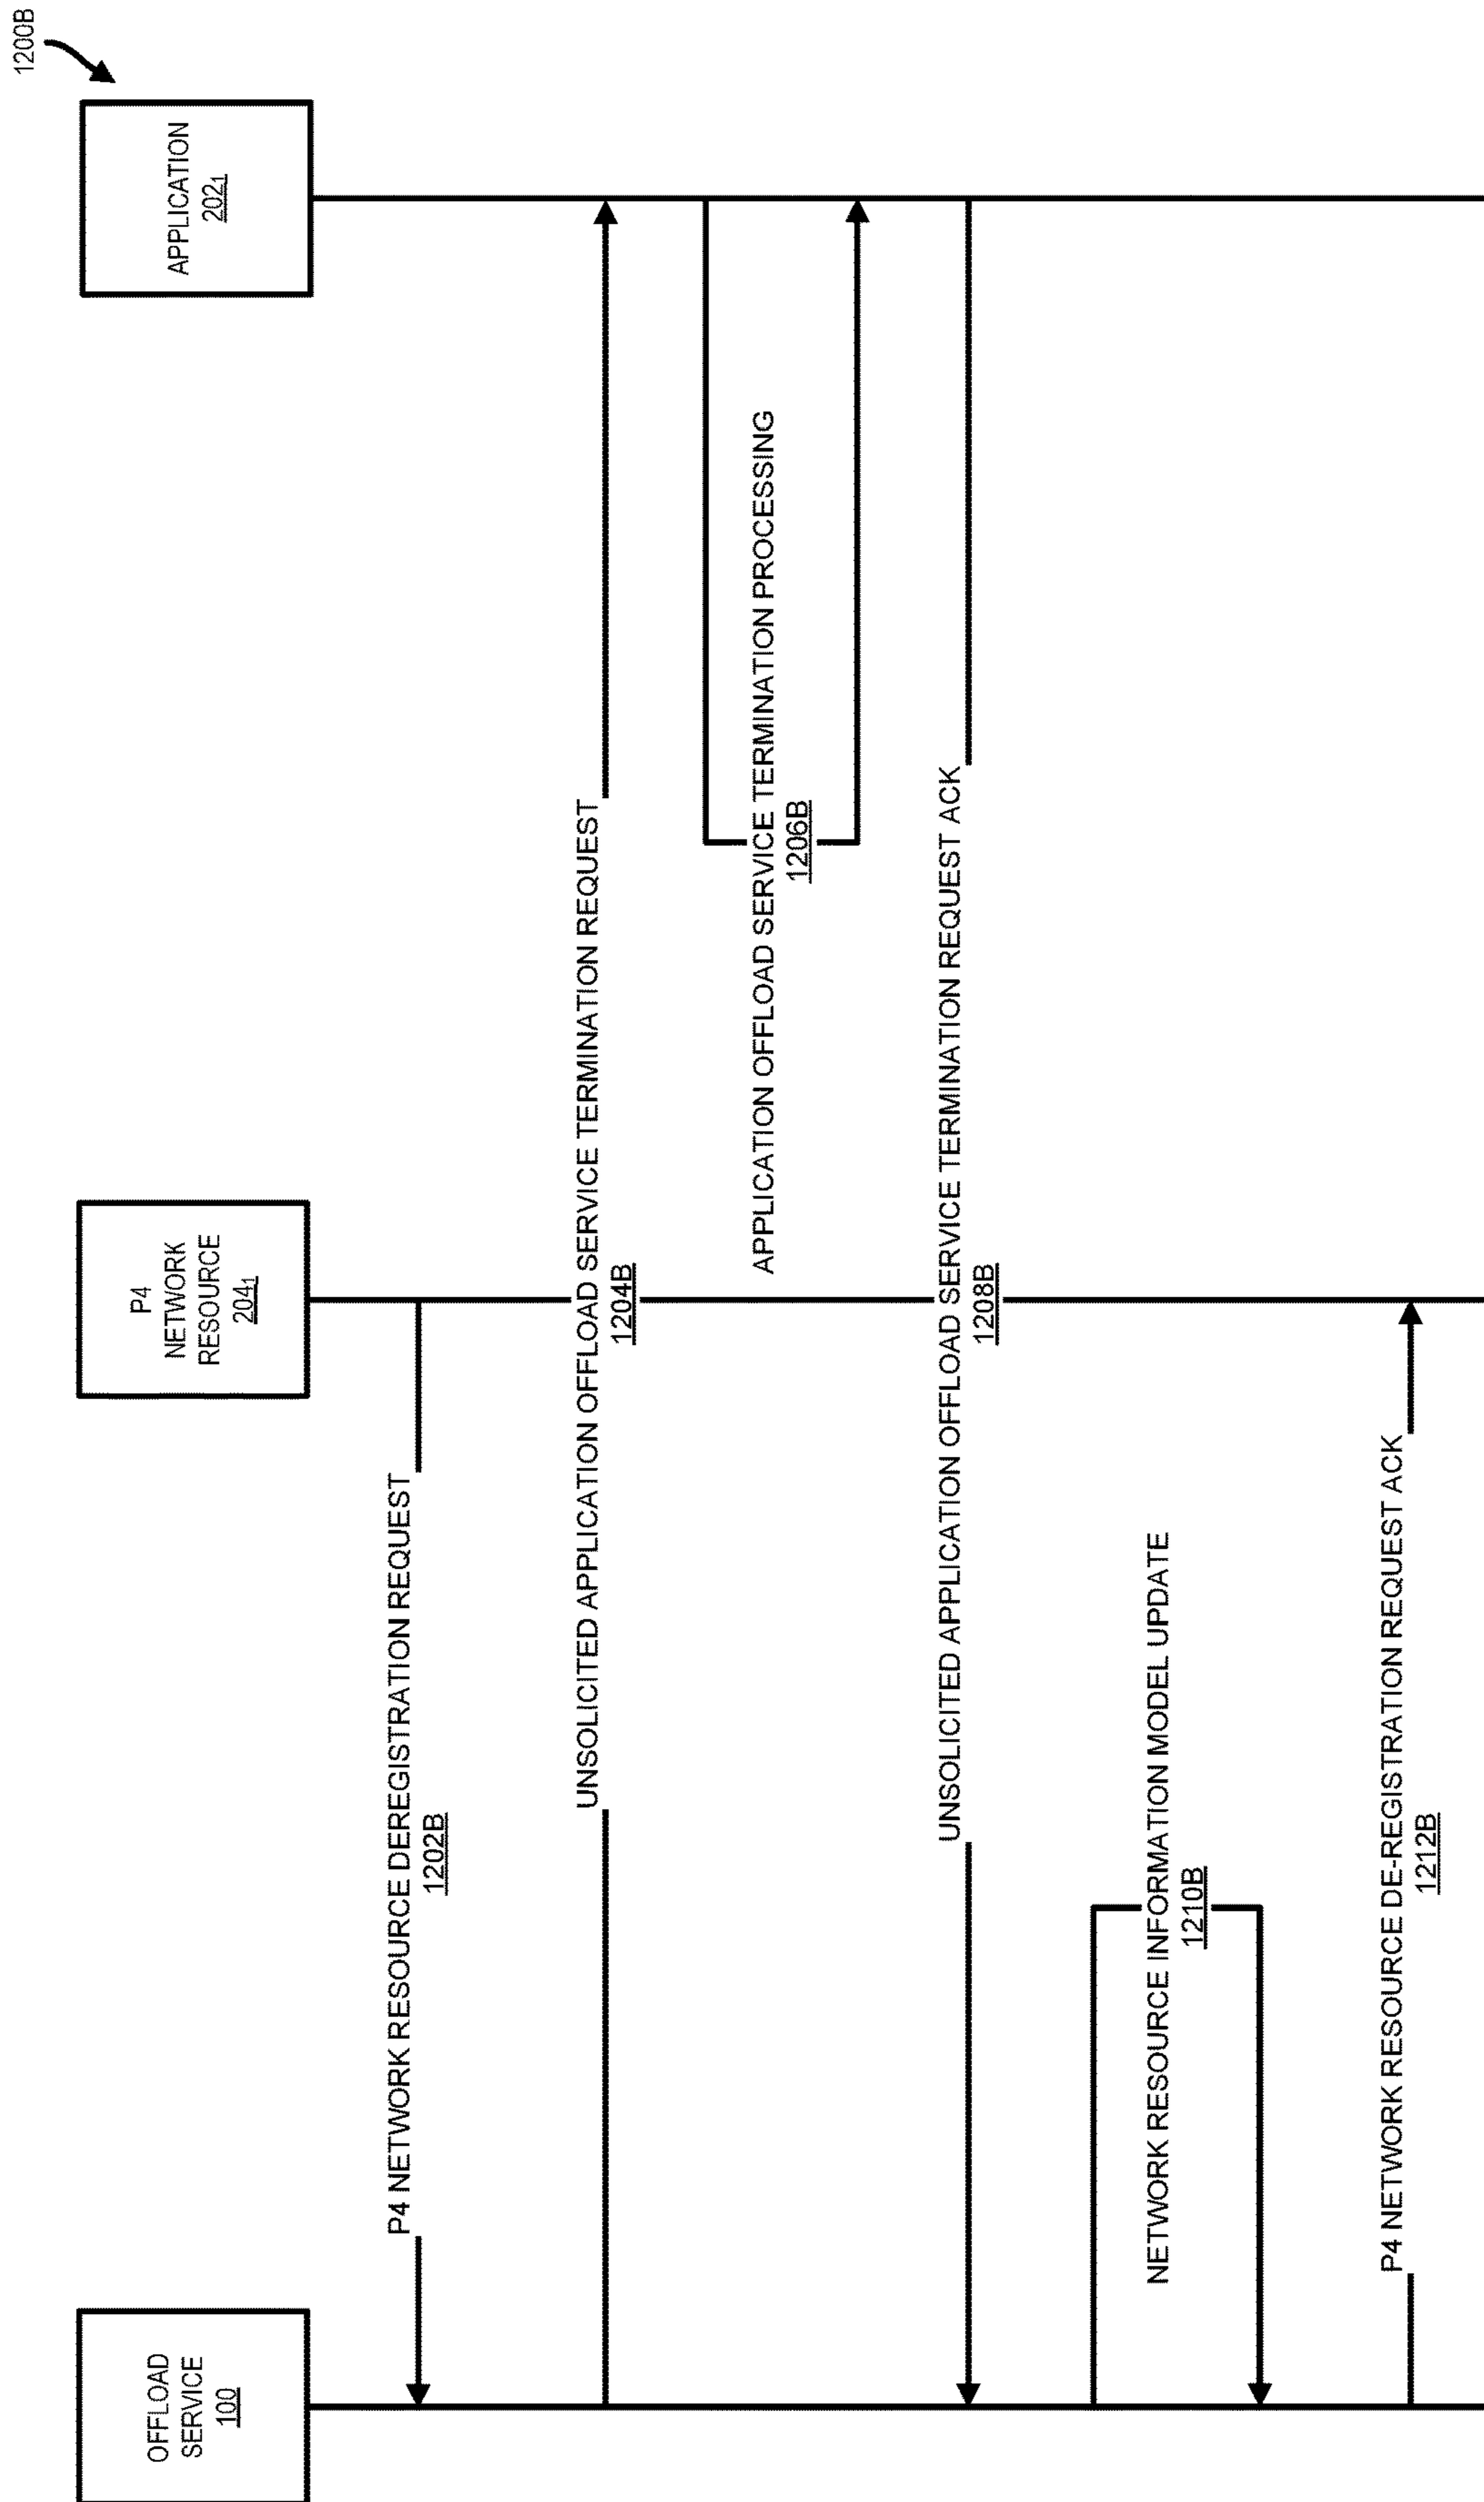 1200B
OFFLOAD
SERVICE
100
P4
NETWORK
RESOURCE
204₁
APPLICATION
202₁
P4 NETWORK RESOURCE DEREGISTRATION REQUEST
1202B
UNSOLICITED APPLICATION OFFLOAD SERVICE TERMINATION REQUEST
1204B
APPLICATION OFFLOAD SERVICE TERMINATION PROCESSING
1206B
UNSOLICITED APPLICATION OFFLOAD SERVICE TERMINATION REQUEST ACK
1208B
NETWORK RESOURCE INFORMATION MODEL UPDATE
1210B
P4 NETWORK RESOURCE DE-REGISTRATION REQUEST ACK
1212B